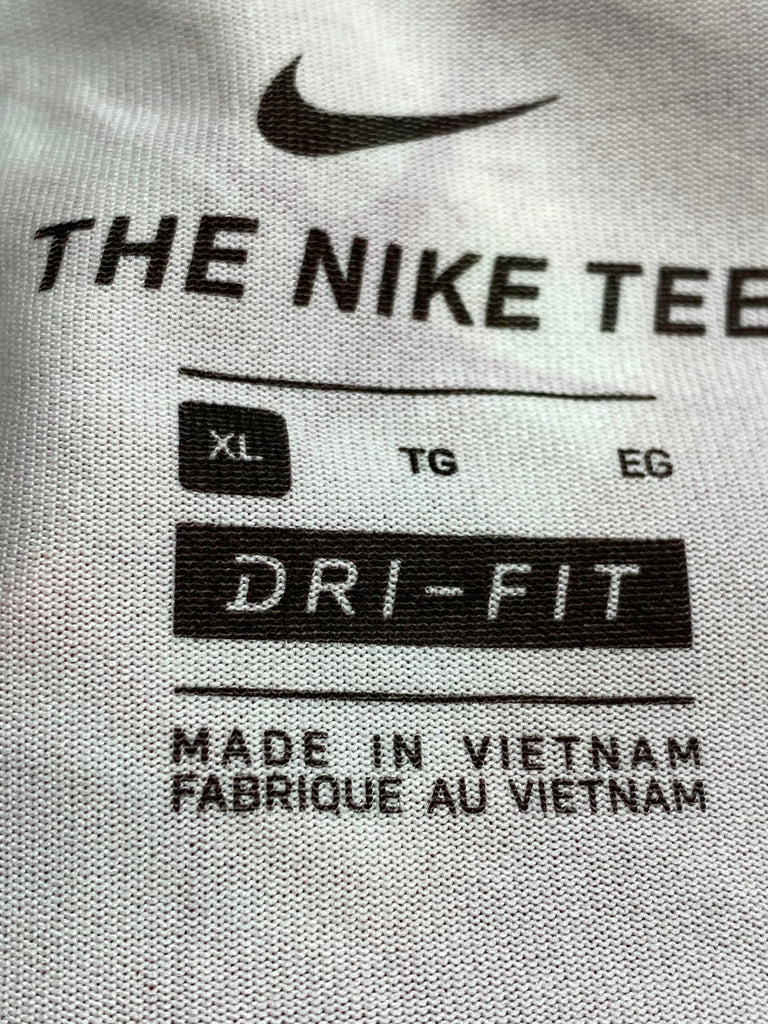 THE NIKE TEE
XL TG EG
DRI-FIT
MADE IN VIETNAM
FABRIQUE AU VIETNAM